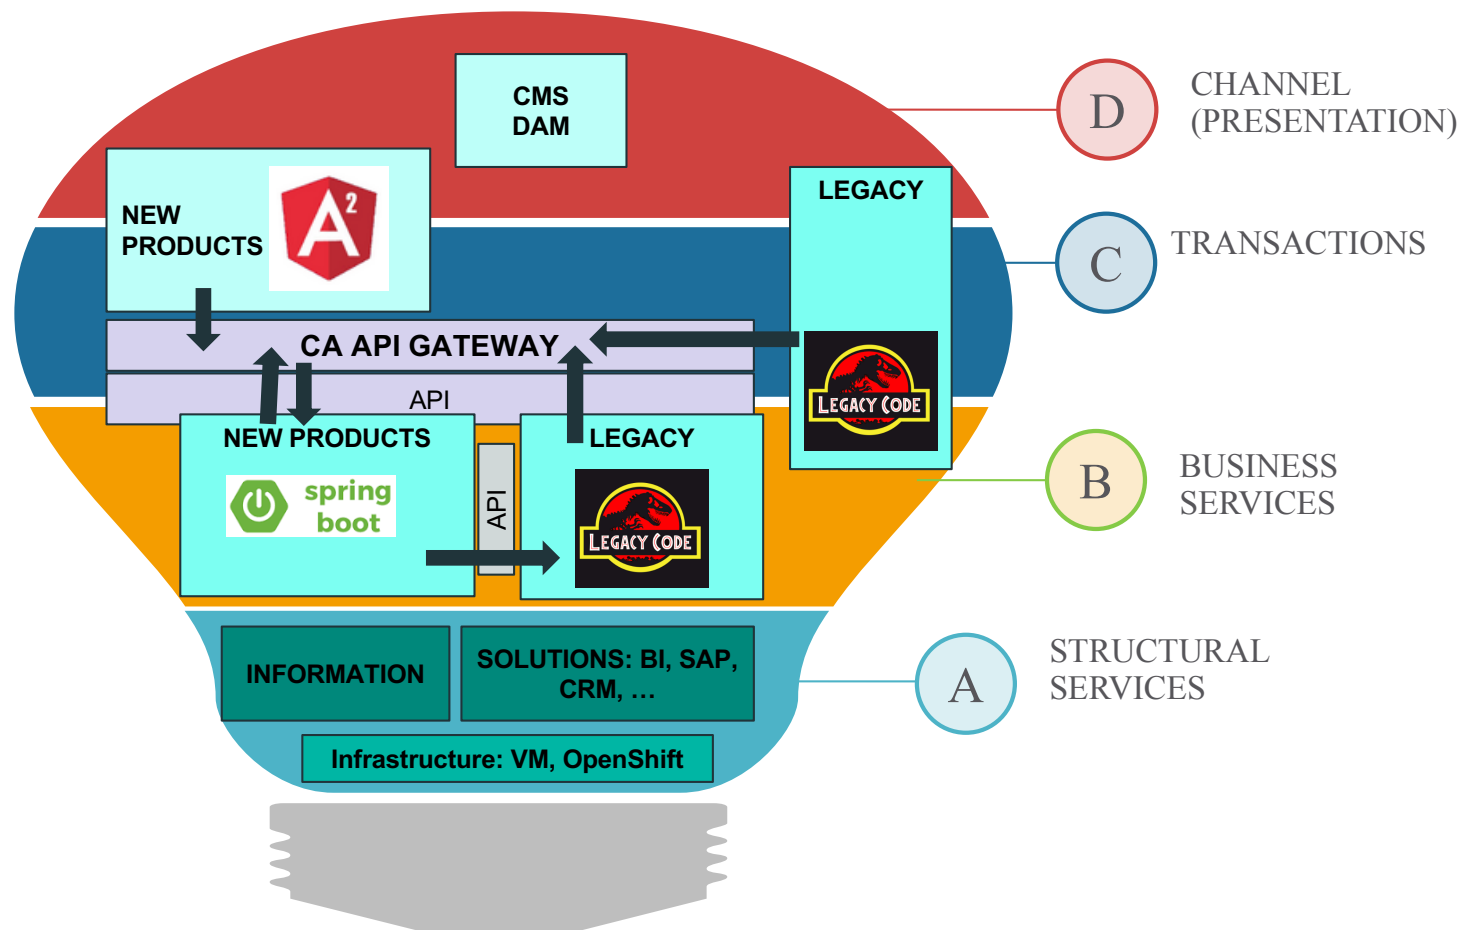 CMS
DAM
D
CHANNEL
(PRESENTATION)
NEW
PRODUCTS
A2
LEGACY
C
TRANSACTIONS
CA API GATEWAY
LEGACY CODE
API
NEW PRODUCTS
spring
boot
API
LEGACY
LEGACY CODE
B
BUSINESS
SERVICES
INFORMATION
SOLUTIONS: BI, SAP,
CRM, ...
A
STRUCTURAL
SERVICES
Infrastructure: VM, OpenShift